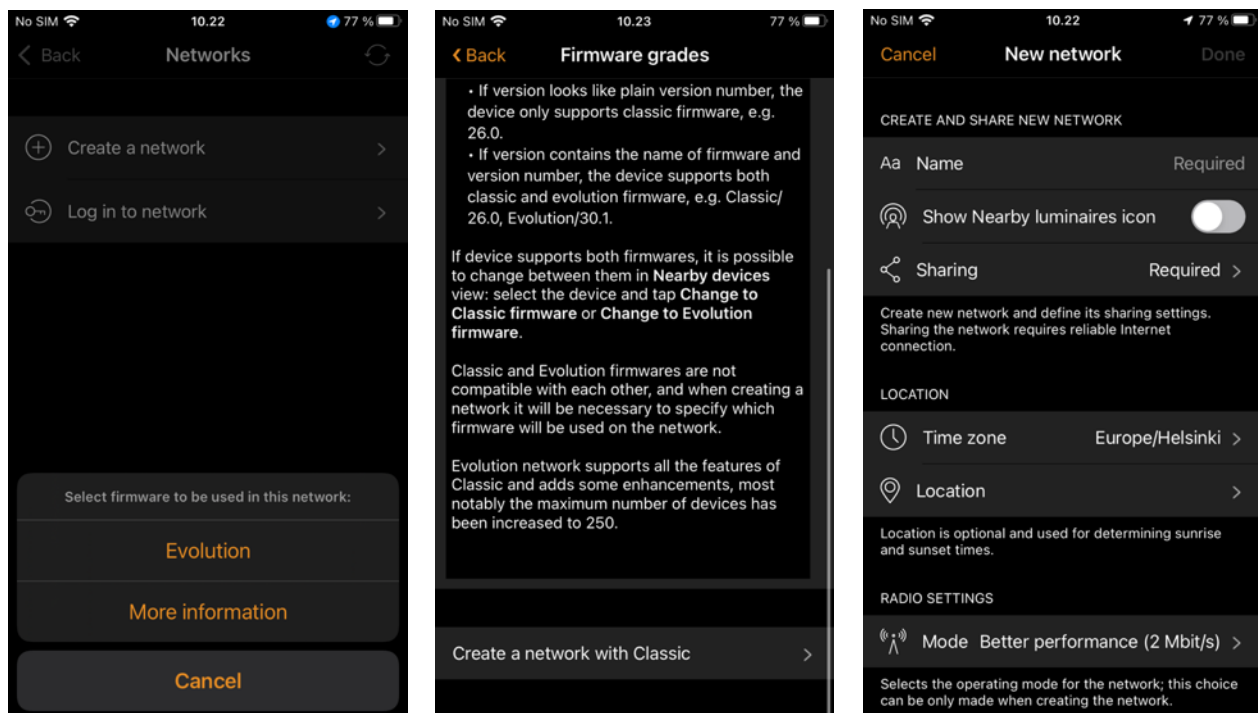 No SIM 10.22 77 %
Back Networks
Create a network
Log in to network
Select firmware to be used in this network:
Evolution
More information
Cancel
No SIM 10.23 77 %
Back Firmware grades
• If version looks like plain version number, the
device only supports classic firmware, e.g.
26.0.
• If version contains the name of firmware and
version number, the device supports both
classic and evolution firmware, e.g. Classic/
26.0, Evolution/30.1.
If device supports both firmwares, it is possible
to change between them in Nearby devices
view: select the device and tap Change to
Classic firmware or Change to Evolution
firmware.
Classic and Evolution firmwares are not
compatible with each other, and when creating a
network it will be necessary to specify which
firmware will be used on the network.
Evolution network supports all the features of
Classic and adds some enhancements, most
notably the maximum number of devices has
been increased to 250.
Create a network with Classic
No SIM 10.22 77 %
Cancel New network Done
CREATE AND SHARE NEW NETWORK
Aa Name Required
Show Nearby luminaires icon
Sharing Required
Create new network and define its sharing settings.
Sharing the network requires reliable Internet
connection.
LOCATION
Time zone Europe/Helsinki
Location
Location is optional and used for determining sunrise
and sunset times.
RADIO SETTINGS
Mode Better performance (2 Mbit/s)
Selects the operating mode for the network; this choice
can be only made when creating the network.